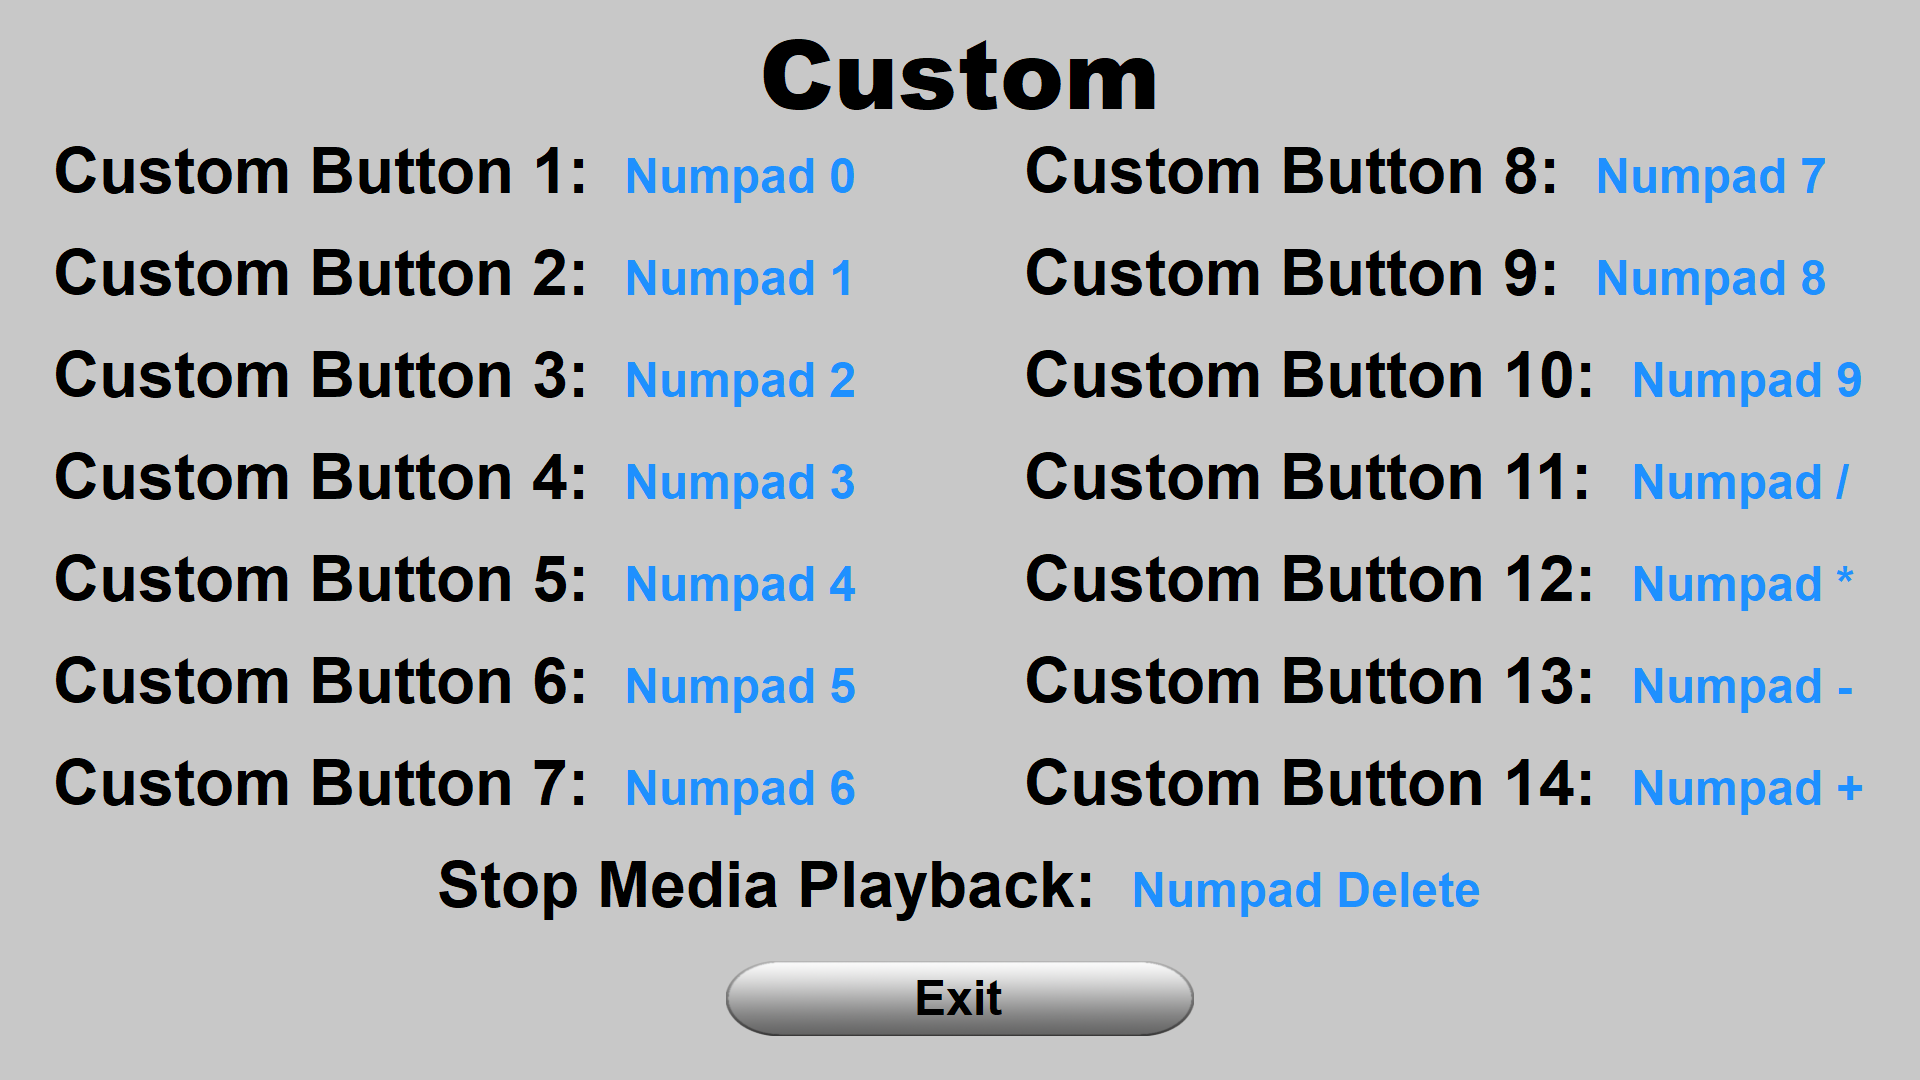 Custom
Custom Button 1: Numpad 0
Custom Button 2: Numpad 1
Custom Button 3: Numpad 2
Custom Button 4: Numpad 3
Custom Button 5: Numpad 4
Custom Button 6: Numpad 5
Custom Button 7: Numpad 6
Custom Button 8: Numpad 7
Custom Button 9: Numpad 8
Custom Button 10: Numpad 9
Custom Button 11: Numpad /
Custom Button 12: Numpad *
Custom Button 13: Numpad -
Custom Button 14: Numpad +
Stop Media Playback: Numpad Delete
Exit